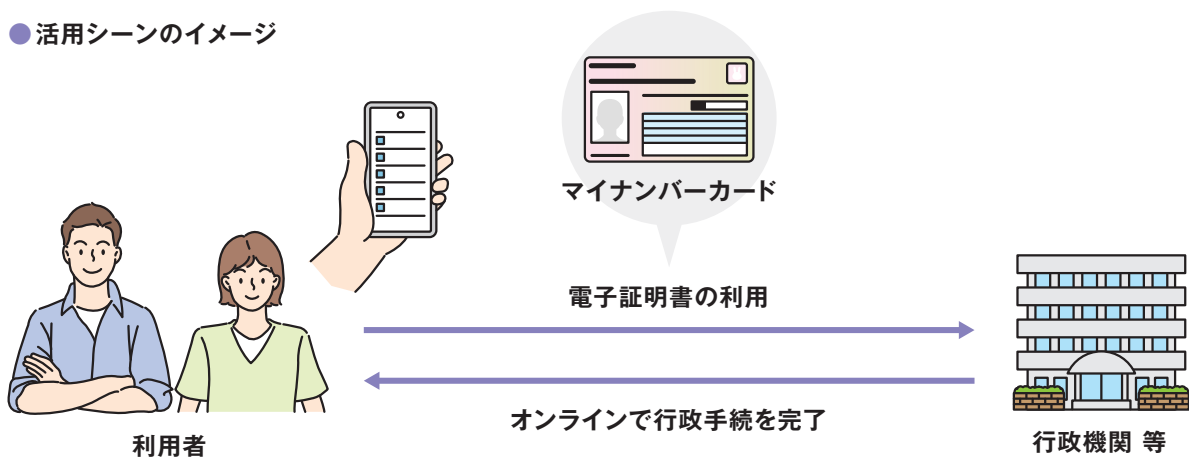 ●活用シーンのイメージ
マイナンバーカード
電子証明書の利用
オンラインで行政手続を完了
利用者
行政機関 等